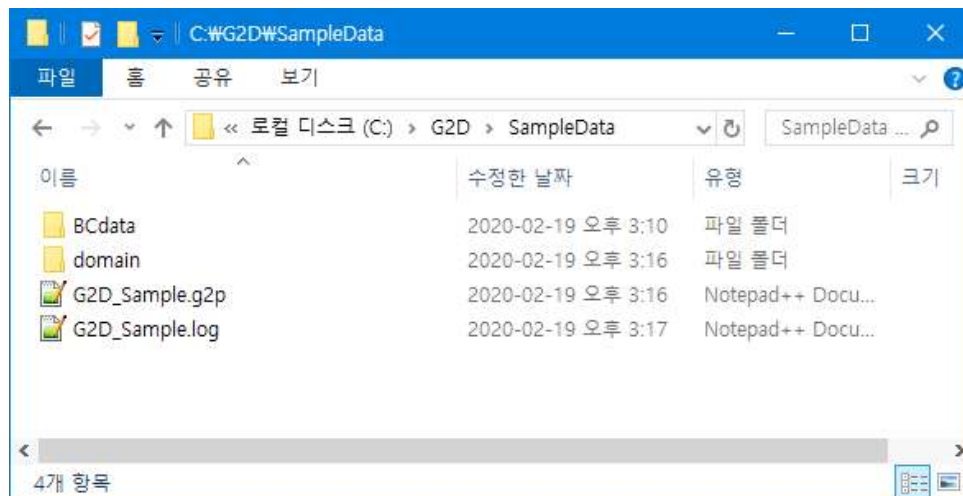 C:₩G2D₩SampleData
파일 홈 공유 보기
« 로컬 디스크 (C:) › G2D › SampleData SampleData ...
이름 수정한 날짜 유형 크기
BCdata 2020-02-19 오후 3:10 파일 폴더
domain 2020-02-19 오후 3:16 파일 폴더
G2D_Sample.g2p 2020-02-19 오후 3:16 Notepad++ Docu...
G2D_Sample.log 2020-02-19 오후 3:17 Notepad++ Docu...
4개 항목